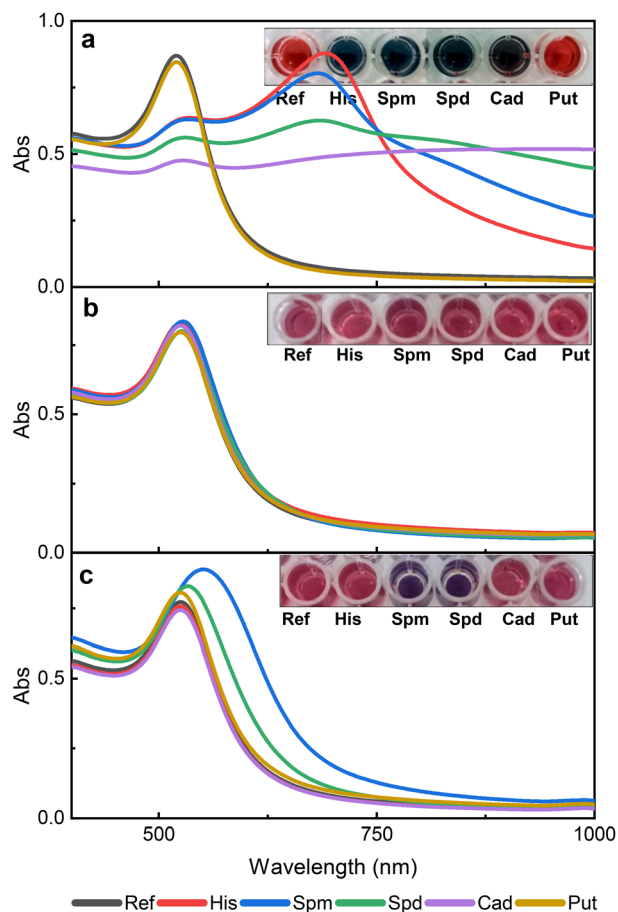 1.0
a
Ref His Spm Spd Cad Put
Abs
0.5
0.0
b
Ref His Spm Spd Cad Put
Abs
0.5
0.0
c
Ref His Spm Spd Cad Put
Abs
0.5
0.0
500 750 1000
Wavelength (nm)
Ref His Spm Spd Cad Put